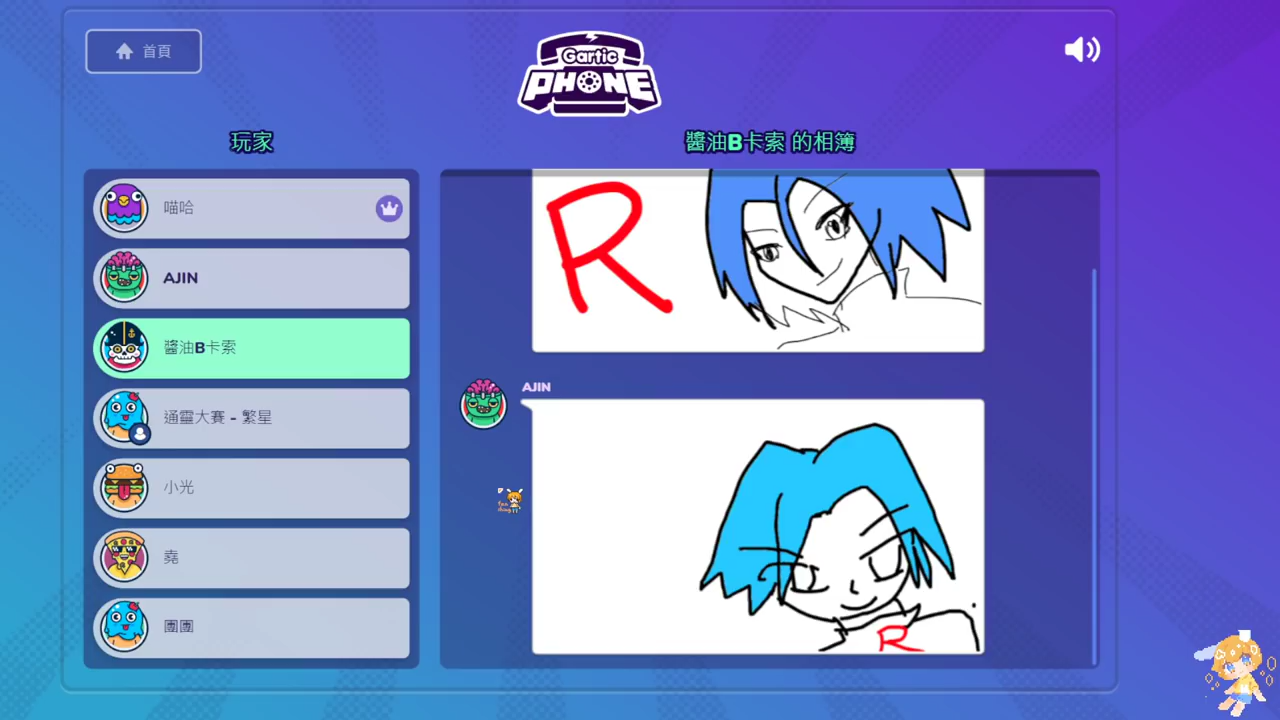 首頁
Gartic
PHONE
玩家
醬油B卡索 的相簿
喵哈
AJIN
醬油B卡索
通靈大賽 - 繁星
小光
堯
團團
R
AJIN
R